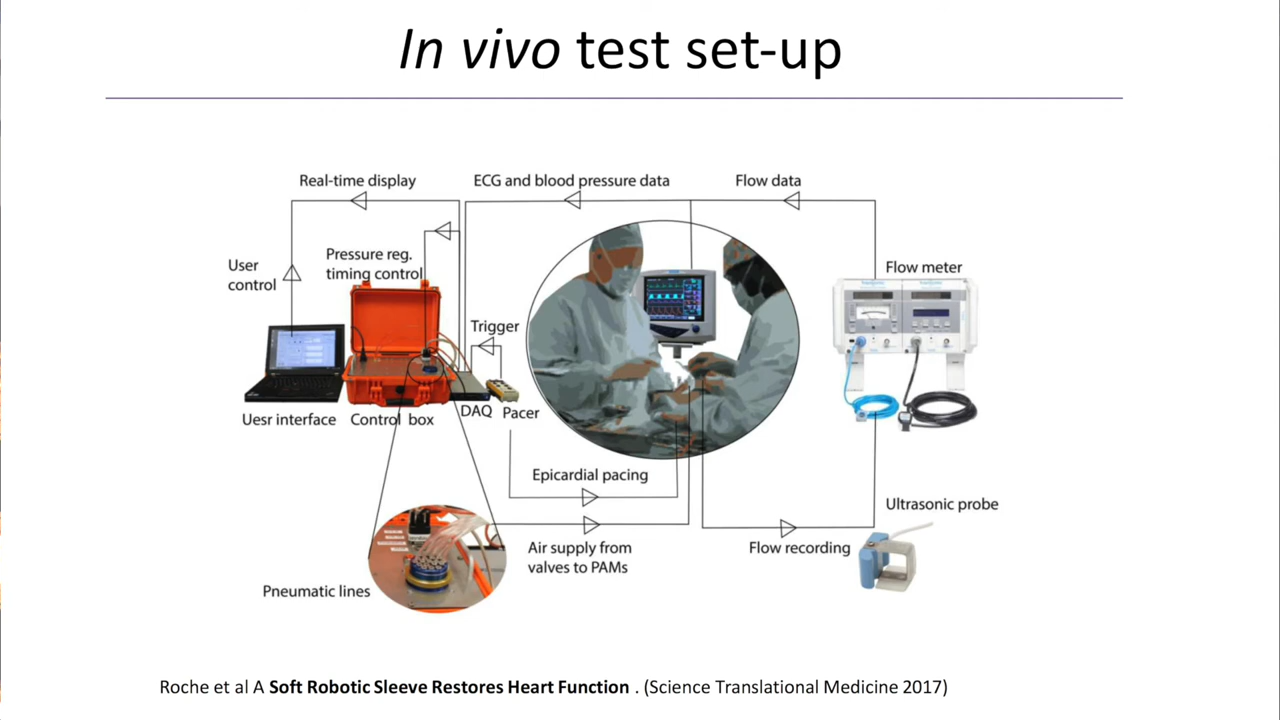 In vivo test set-up
Real-time display
ECG and blood pressure data
Flow data
User
control
Pressure reg.
timing control
Flow meter
Trigger
Uesr interface
Control box
DAQ
Pacer
Epicardial pacing
Ultrasonic probe
Air supply from
valves to PAMs
Flow recording
Pneumatic lines
Roche et al A Soft Robotic Sleeve Restores Heart Function . (Science Translational Medicine 2017)